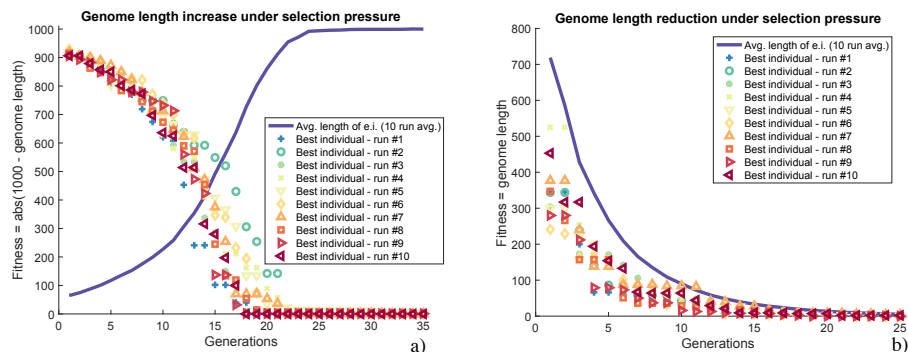 Genome length increase under selection pressure
Fitness = abs(1000 - genome length)
1000
900
800
700
600
500
400
300
200
100
0
Avg. length of e.i. (10 run avg.)
Best individual - run #1
Best individual - run #2
Best individual - run #3
Best individual - run #4
Best individual - run #5
Best individual - run #6
Best individual - run #7
Best individual - run #8
Best individual - run #9
Best individual - run #10
0 5 10 15 20 25 30 35
Generations
a)
Genome length reduction under selection pressure
Fitness = genome length
800
700
600
500
400
300
200
100
0
Avg. length of e.i. (10 run avg.)
Best individual - run #1
Best individual - run #2
Best individual - run #3
Best individual - run #4
Best individual - run #5
Best individual - run #6
Best individual - run #7
Best individual - run #8
Best individual - run #9
Best individual - run #10
0 5 10 15 20 25
Generations
b)